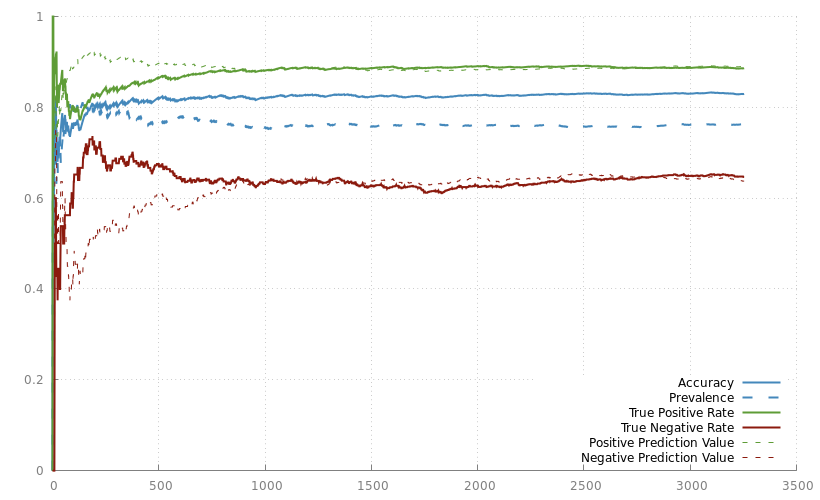 1
0.8
0.6
0.4
0.2
0
0 500 1000 1500 2000 2500 3000 3500
Accuracy
Prevalence
True Positive Rate
True Negative Rate
Positive Prediction Value
Negative Prediction Value